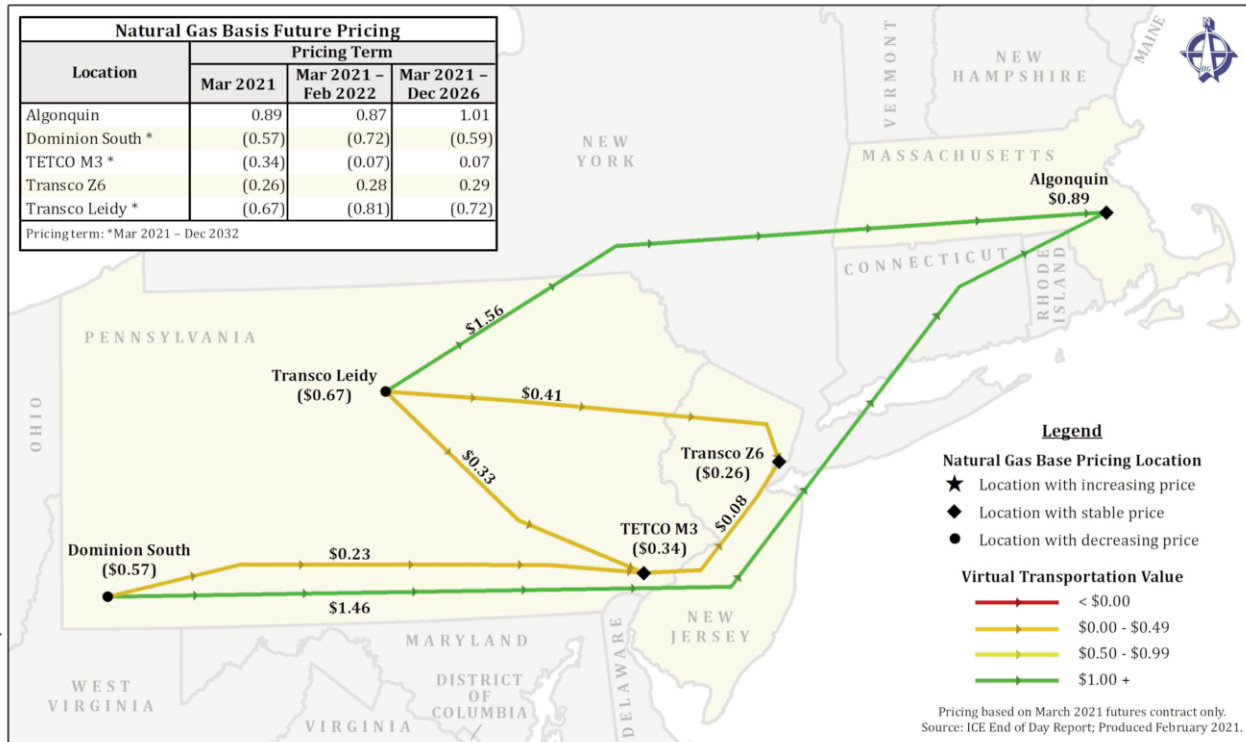 Natural Gas Basis Future Pricing
Location
Pricing Term
Mar 2021
Mar 2021 – Feb 2022
Mar 2021 – Dec 2026
Algonquin 0.89 0.87 1.01
Dominion South * (0.57) (0.72) (0.59)
TETCO M3 * (0.34) (0.07) 0.07
Transco Z6 (0.26) 0.28 0.29
Transco Leidy * (0.67) (0.81) (0.72)
Pricing term: *Mar 2021 – Dec 2032
VERMONT
NEW
HAMPSHIRE
MAINE
NEW
YORK
MASSACHUSETTS
Algonquin
$0.89
CONNECTICUT
RHODE
ISLAND
PENNSYLVANIA
$1.56
Transco Leidy
($0.67)
$0.41
OHIO
$0.33
Transco Z6
($0.26)
$0.08
TETCO M3
($0.34)
Dominion South
($0.57)
$0.23
$1.46
NEW
JERSEY
MARYLAND
DELAWARE
WEST
VIRGINIA
DISTRICT
OF
COLUMBIA
VIRGINIA
Legend
Natural Gas Base Pricing Location
Location with increasing price
Location with stable price
Location with decreasing price
Virtual Transportation Value
< $0.00
$0.00 - $0.49
$0.50 - $0.99
$1.00 +
Pricing based on March 2021 futures contract only.
Source: ICE End of Day Report; Produced February 2021.